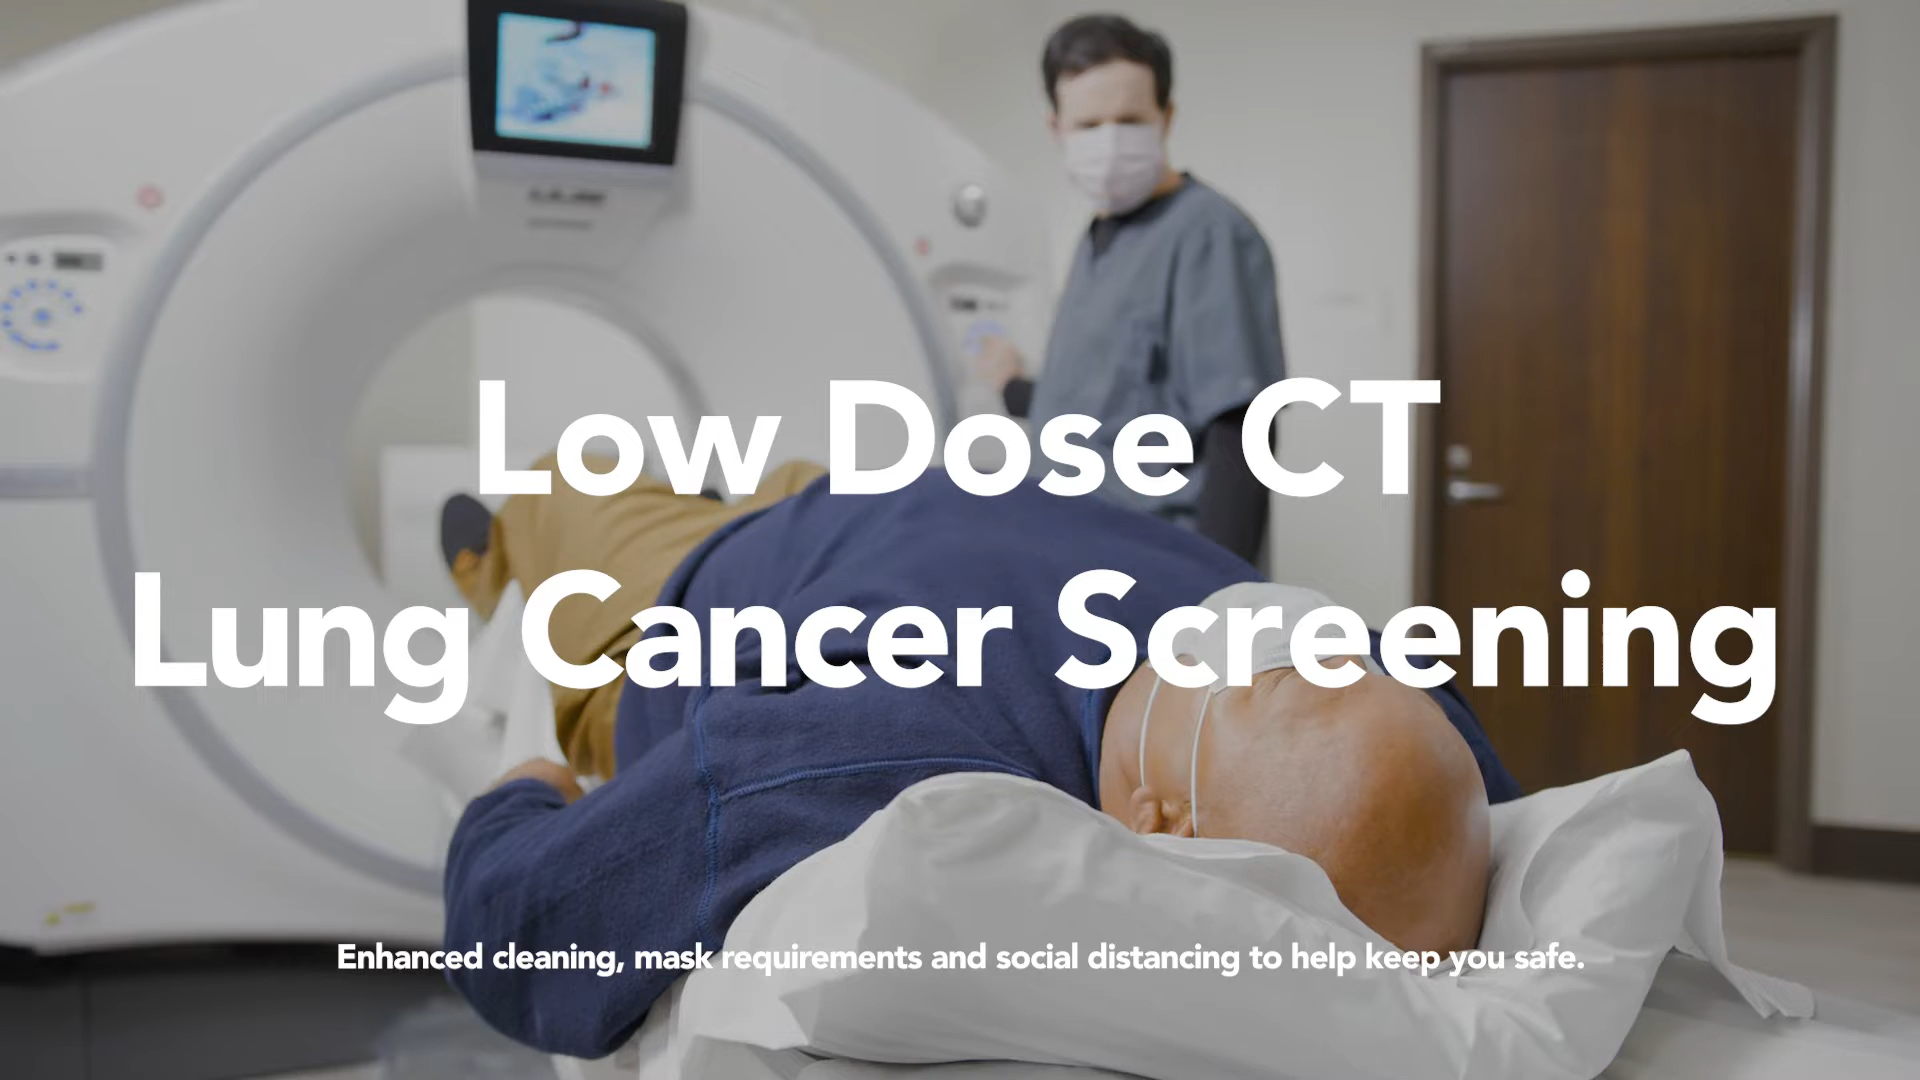 Low Dose CT
Lung Cancer Screening
Enhanced cleaning, mask requirements and social distancing to help keep you safe.